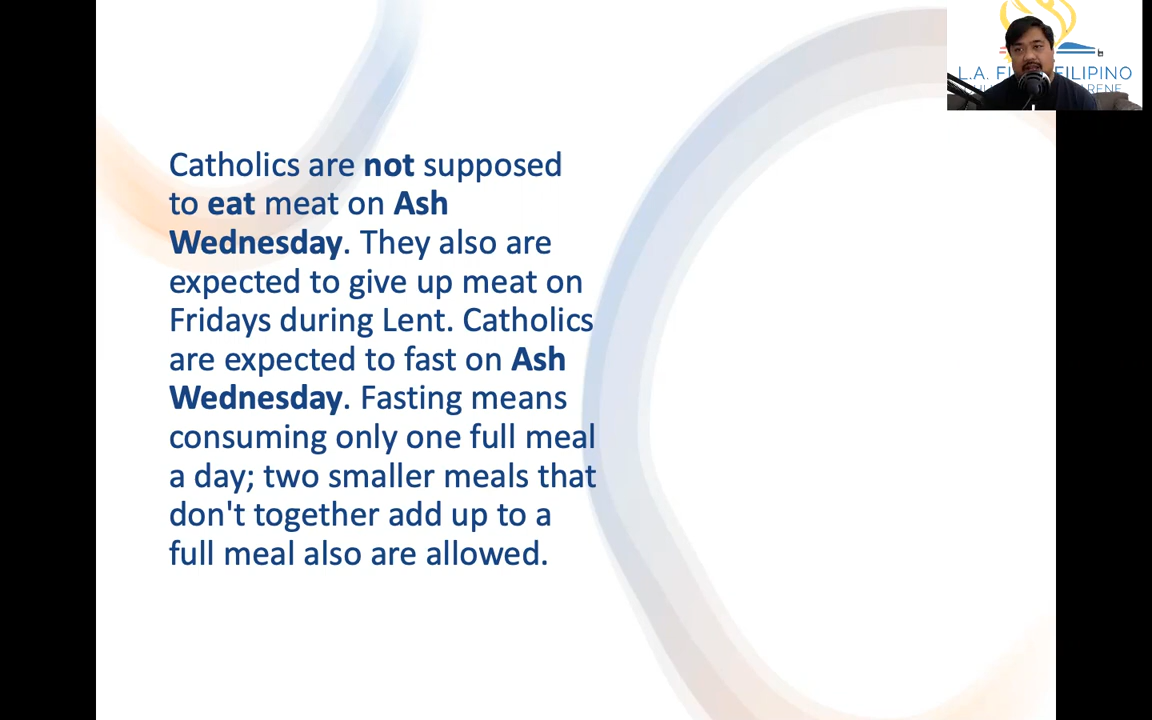 Catholics are not supposed
to eat meat on Ash
Wednesday. They also are
expected to give up meat on
Fridays during Lent. Catholics
are expected to fast on Ash
Wednesday. Fasting means
consuming only one full meal
a day; two smaller meals that
don't together add up to a
full meal also are allowed.
L.A. FI FILIPINO